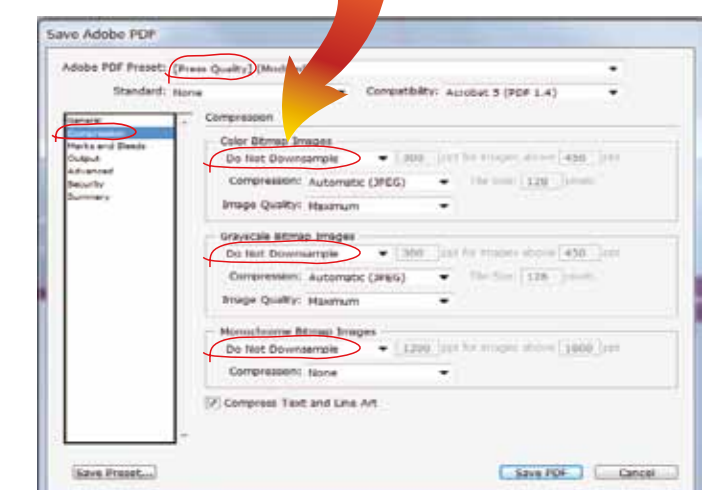 Save Adobe PDF
Adobe PDF Preset: [Press Quality]
Standard: None Compatibility: Acrobat 5 (PDF 1.4)
General
Compression
Marks and Bleeds
Output
Advanced
Security
Summary
Compression
Color Bitmap Images
Do Not Downsample 300 ppi for images above 450 ppi
Compression: Automatic (JPEG) Tile Size: 128 pixels
Image Quality: Maximum
Grayscale Bitmap Images
Do Not Downsample 300 ppi for images above 450 ppi
Compression: Automatic (JPEG) Tile Size: 128 pixels
Image Quality: Maximum
Monochrome Bitmap Images
Do Not Downsample 1200 ppi for images above 1800 ppi
Compression: None
Compress Text and Line Art
Save Preset... Save PDF Cancel